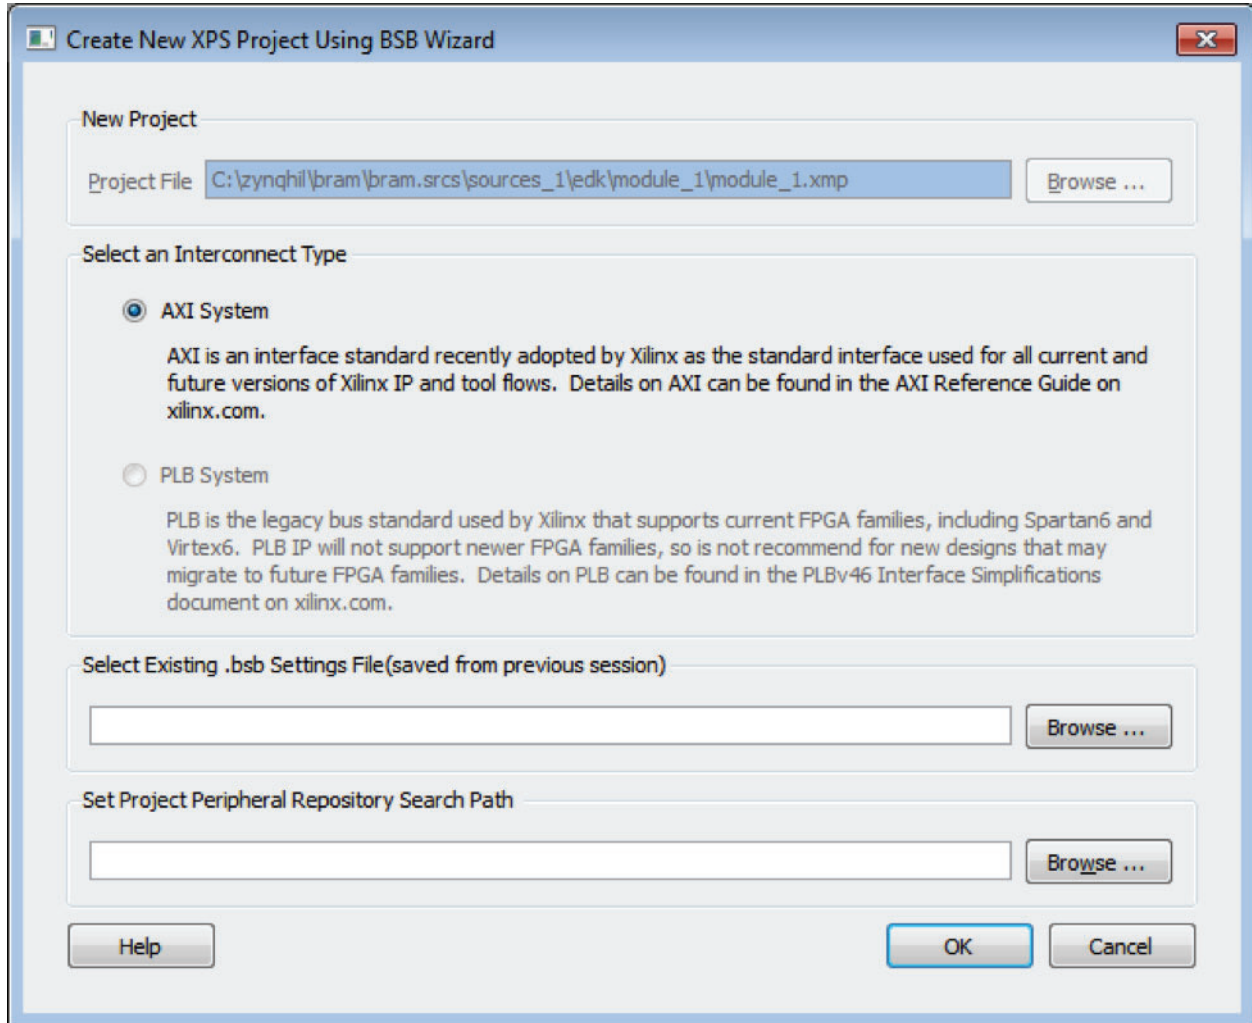 Create New XPS Project Using BSB Wizard
New Project
Project File C:\zynqhil\bram\bram.srcs\sources_1\edk\module_1\module_1.xmp Browse ...
Select an Interconnect Type
AXI System
AXI is an interface standard recently adopted by Xilinx as the standard interface used for all current and
future versions of Xilinx IP and tool flows.  Details on AXI can be found in the AXI Reference Guide on
xilinx.com.
PLB System
PLB is the legacy bus standard used by Xilinx that supports current FPGA families, including Spartan6 and
Virtex6.  PLB IP will not support newer FPGA families, so is not recommend for new designs that may
migrate to future FPGA families.  Details on PLB can be found in the PLBv46 Interface Simplifications
document on xilinx.com.
Select Existing .bsb Settings File(saved from previous session)
Browse ...
Set Project Peripheral Repository Search Path
Browse ...
Help OK Cancel